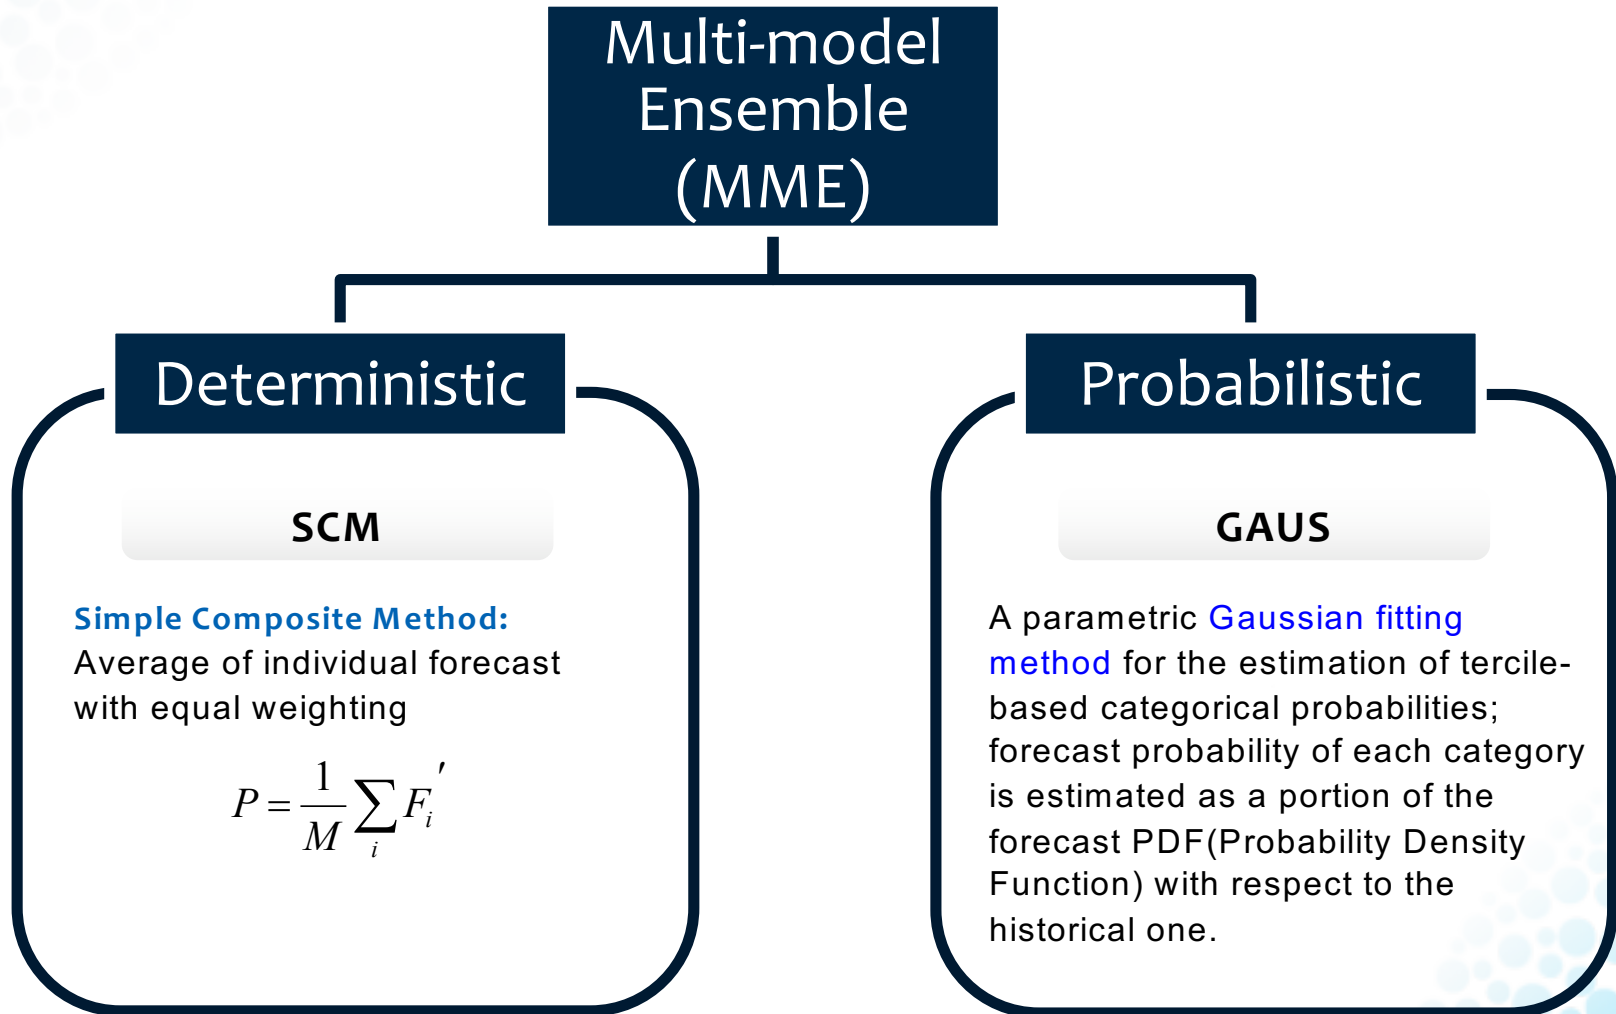 Multi-model
Ensemble
(MME)
Deterministic
SCM
Simple Composite Method:
Average of individual forecast
with equal weighting
P = \frac{1}{M} \sum_{i} F_i'
Probabilistic
GAUS
A parametric Gaussian fitting
method for the estimation of tercile-
based categorical probabilities;
forecast probability of each category
is estimated as a portion of the
forecast PDF(Probability Density
Function) with respect to the
historical one.